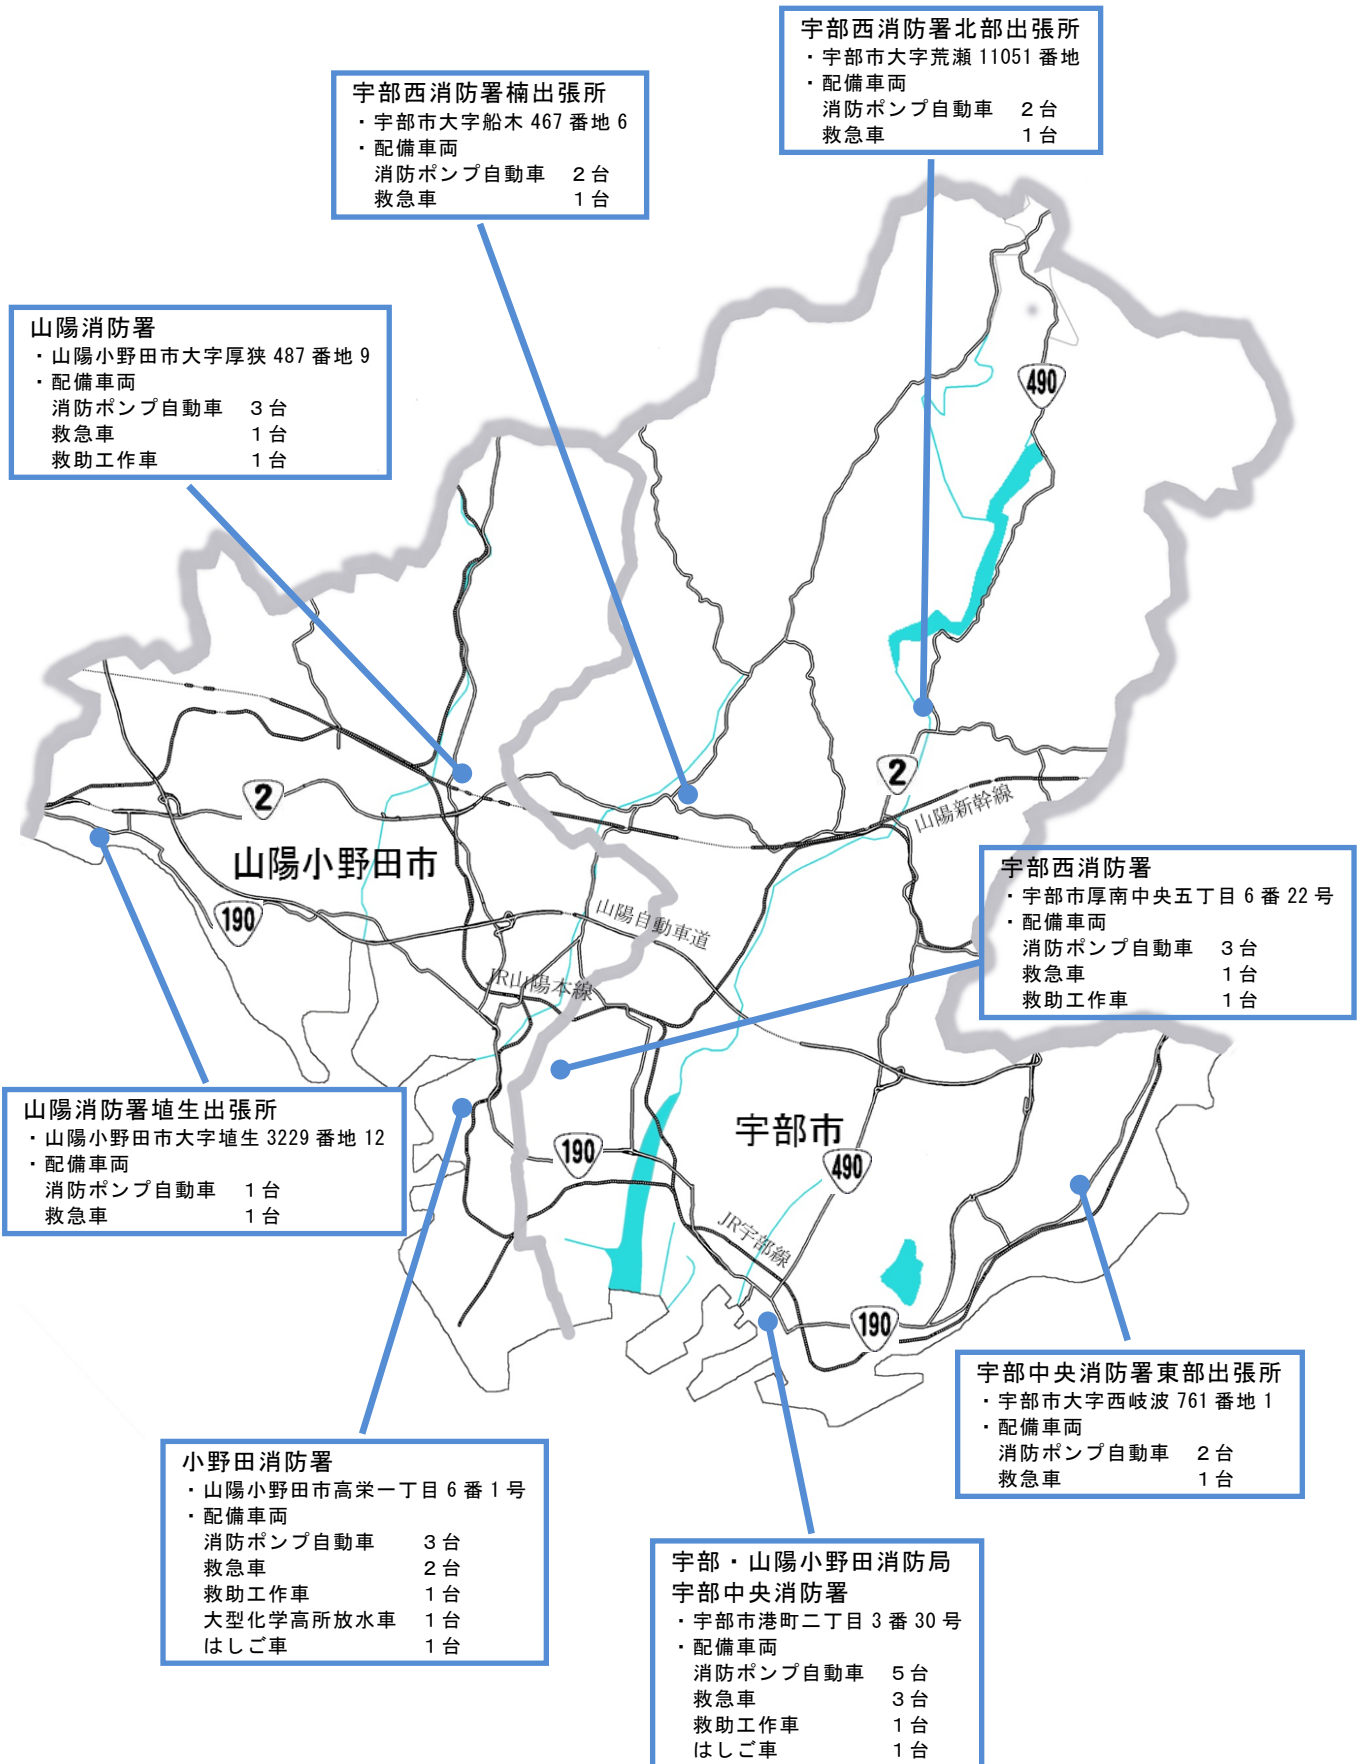 宇部西消防署北部出張所
・宇部市大字荒瀬 11051 番地
・配備車両
消防ポンプ自動車 2台
救急車 1台
宇部西消防署楠出張所
・宇部市大字船木 467 番地 6
・配備車両
消防ポンプ自動車 2台
救急車 1台
山陽消防署
・山陽小野田市大字厚狭 487 番地 9
・配備車両
消防ポンプ自動車 3台
救急車 1台
救助工作車 1台
490
2
2
山陽新幹線
山陽小野田市
190
山陽自動車道
JR山陽本線
宇部西消防署
・宇部市厚南中央五丁目 6 番 22 号
・配備車両
消防ポンプ自動車 3台
救急車 1台
救助工作車 1台
山陽消防署埴生出張所
・山陽小野田市大字埴生 3229 番地 12
・配備車両
消防ポンプ自動車 1台
救急車 1台
宇部市
190
490
JR宇部線
190
宇部中央消防署東部出張所
・宇部市大字西岐波 761 番地 1
・配備車両
消防ポンプ自動車 2台
救急車 1台
小野田消防署
・山陽小野田市高栄一丁目 6 番 1 号
・配備車両
消防ポンプ自動車 3台
救急車 2台
救助工作車 1台
大型化学高所放水車 1台
はしご車 1台
宇部・山陽小野田消防局
宇部中央消防署
・宇部市港町二丁目 3 番 30 号
・配備車両
消防ポンプ自動車 5台
救急車 3台
救助工作車 1台
はしご車 1台